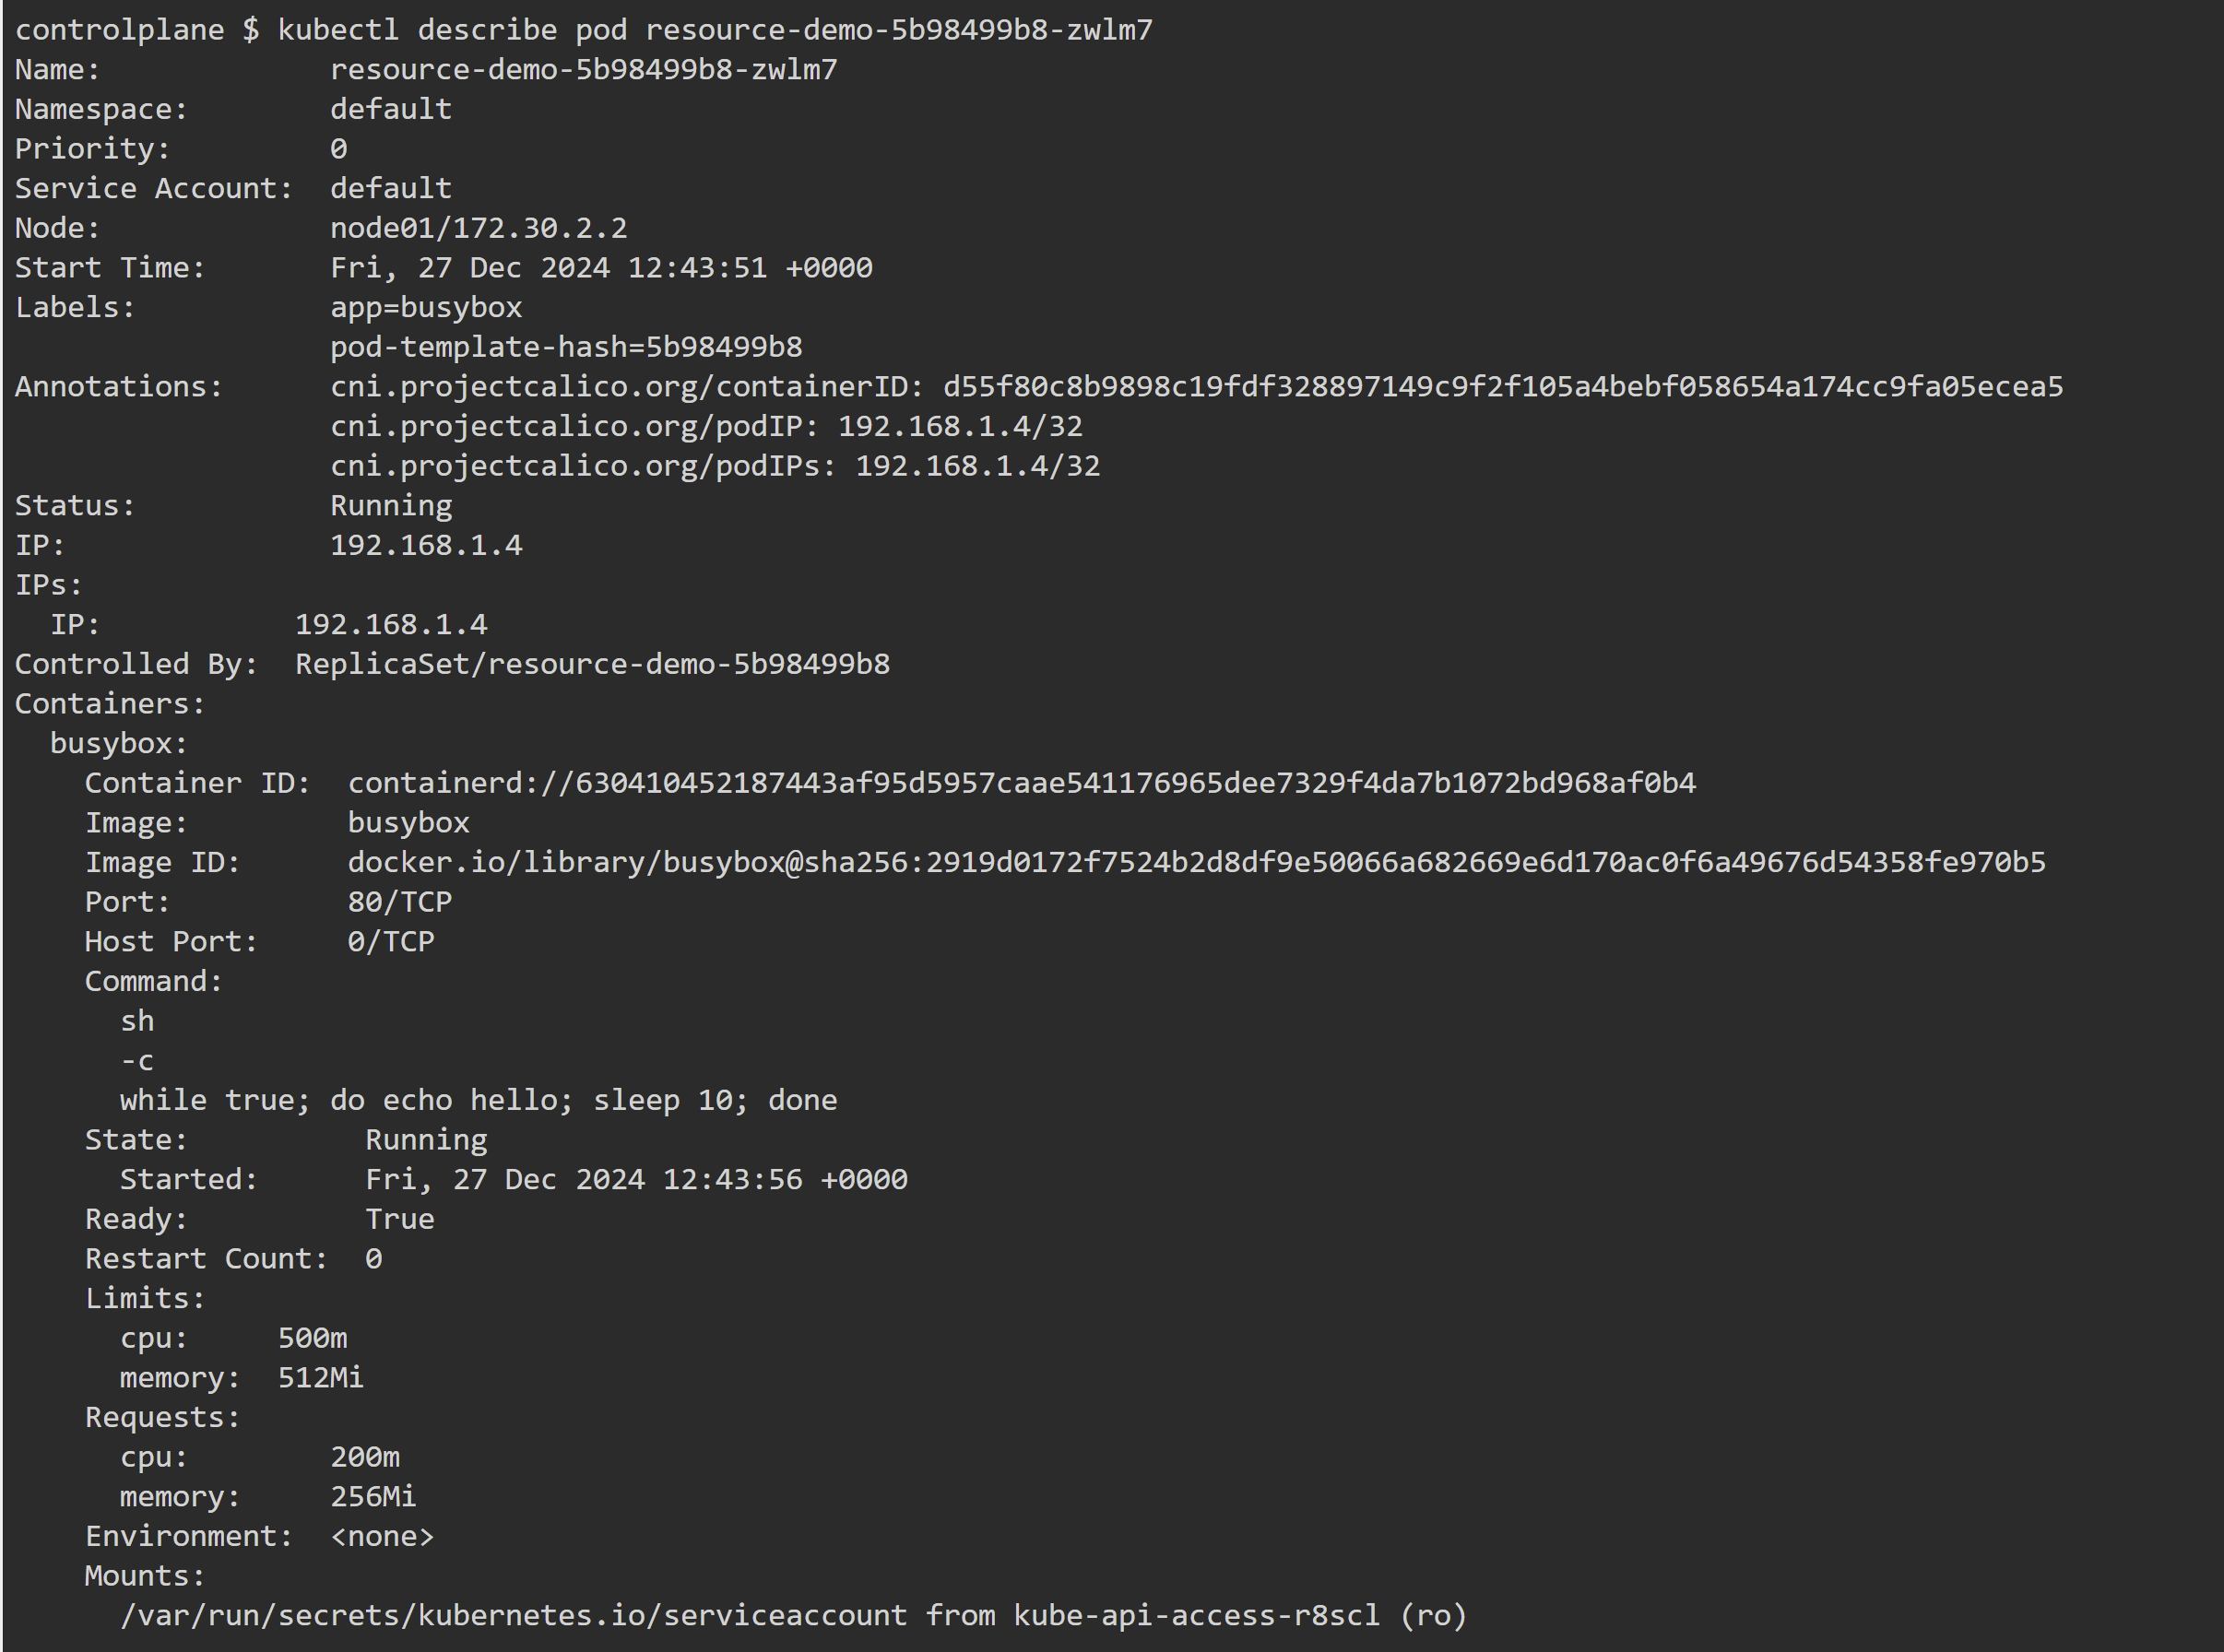 controlplane $ kubectl describe pod resource-demo-5b98499b8-zwlm7
Name:             resource-demo-5b98499b8-zwlm7
Namespace:        default
Priority:         0
Service Account:  default
Node:             node01/172.30.2.2
Start Time:       Fri, 27 Dec 2024 12:43:51 +0000
Labels:           app=busybox
                  pod-template-hash=5b98499b8
Annotations:      cni.projectcalico.org/containerID: d55f80c8b9898c19fdf328897149c9f2f105a4bebf058654a174cc9fa05ecea5
                  cni.projectcalico.org/podIP: 192.168.1.4/32
                  cni.projectcalico.org/podIPs: 192.168.1.4/32
Status:           Running
IP:               192.168.1.4
IPs:
  IP:           192.168.1.4
Controlled By:  ReplicaSet/resource-demo-5b98499b8
Containers:
  busybox:
    Container ID:  containerd://630410452187443af95d5957caae541176965dee7329f4da7b1072bd968af0b4
    Image:         busybox
    Image ID:      docker.io/library/busybox@sha256:2919d0172f7524b2d8df9e50066a682669e6d170ac0f6a49676d54358fe970b5
    Port:          80/TCP
    Host Port:     0/TCP
    Command:
      sh
      -c
      while true; do echo hello; sleep 10; done
    State:          Running
      Started:      Fri, 27 Dec 2024 12:43:56 +0000
    Ready:          True
    Restart Count:  0
    Limits:
      cpu:     500m
      memory:  512Mi
    Requests:
      cpu:        200m
      memory:     256Mi
    Environment:  <none>
    Mounts:
      /var/run/secrets/kubernetes.io/serviceaccount from kube-api-access-r8scl (ro)